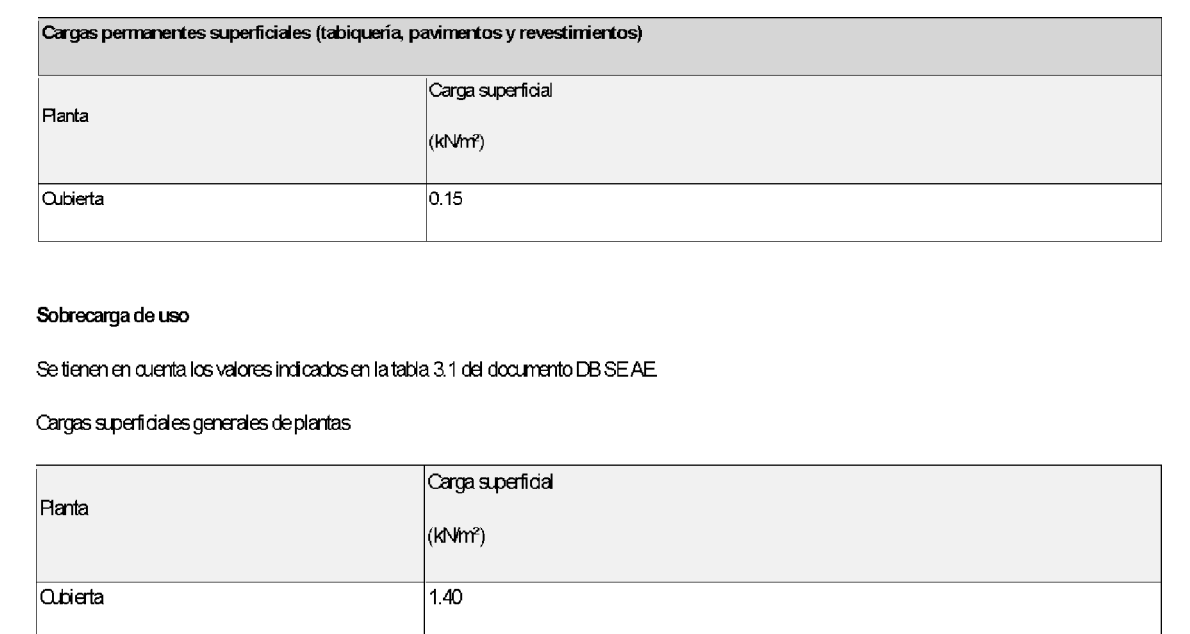 Cargas permanentes superficiales (tabiquería, pavimentos y revestimientos)
Planta
Carga superficial
(kN/m²)
Cubierta
0.15
Sobrecarga de uso
Se tienen en cuenta los valores indicados en la tabla 3.1 del documento DB SE AE.
Cargas superficiales generales de plantas
Planta
Carga superficial
(kN/m²)
Cubierta
1.40